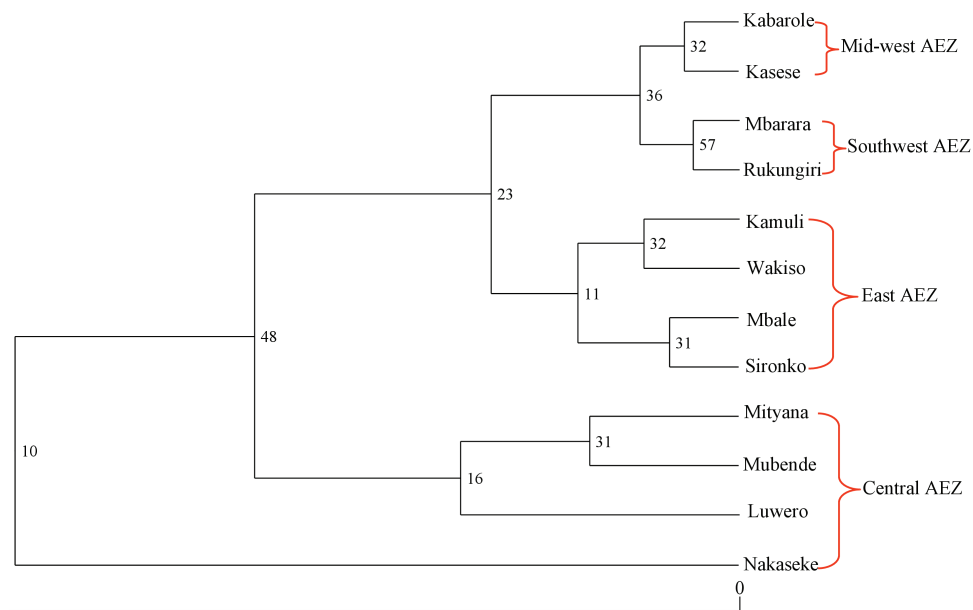 Kabarole
32
Mid-west AEZ
Kasese
36
Mbarara
57
Southwest AEZ
Rukungiri
23
Kamuli
32
Wakiso
11
East AEZ
Mbale
31
Sironko
48
Mityana
31
Mubende
16
Central AEZ
Luwero
10
Nakaseke
0